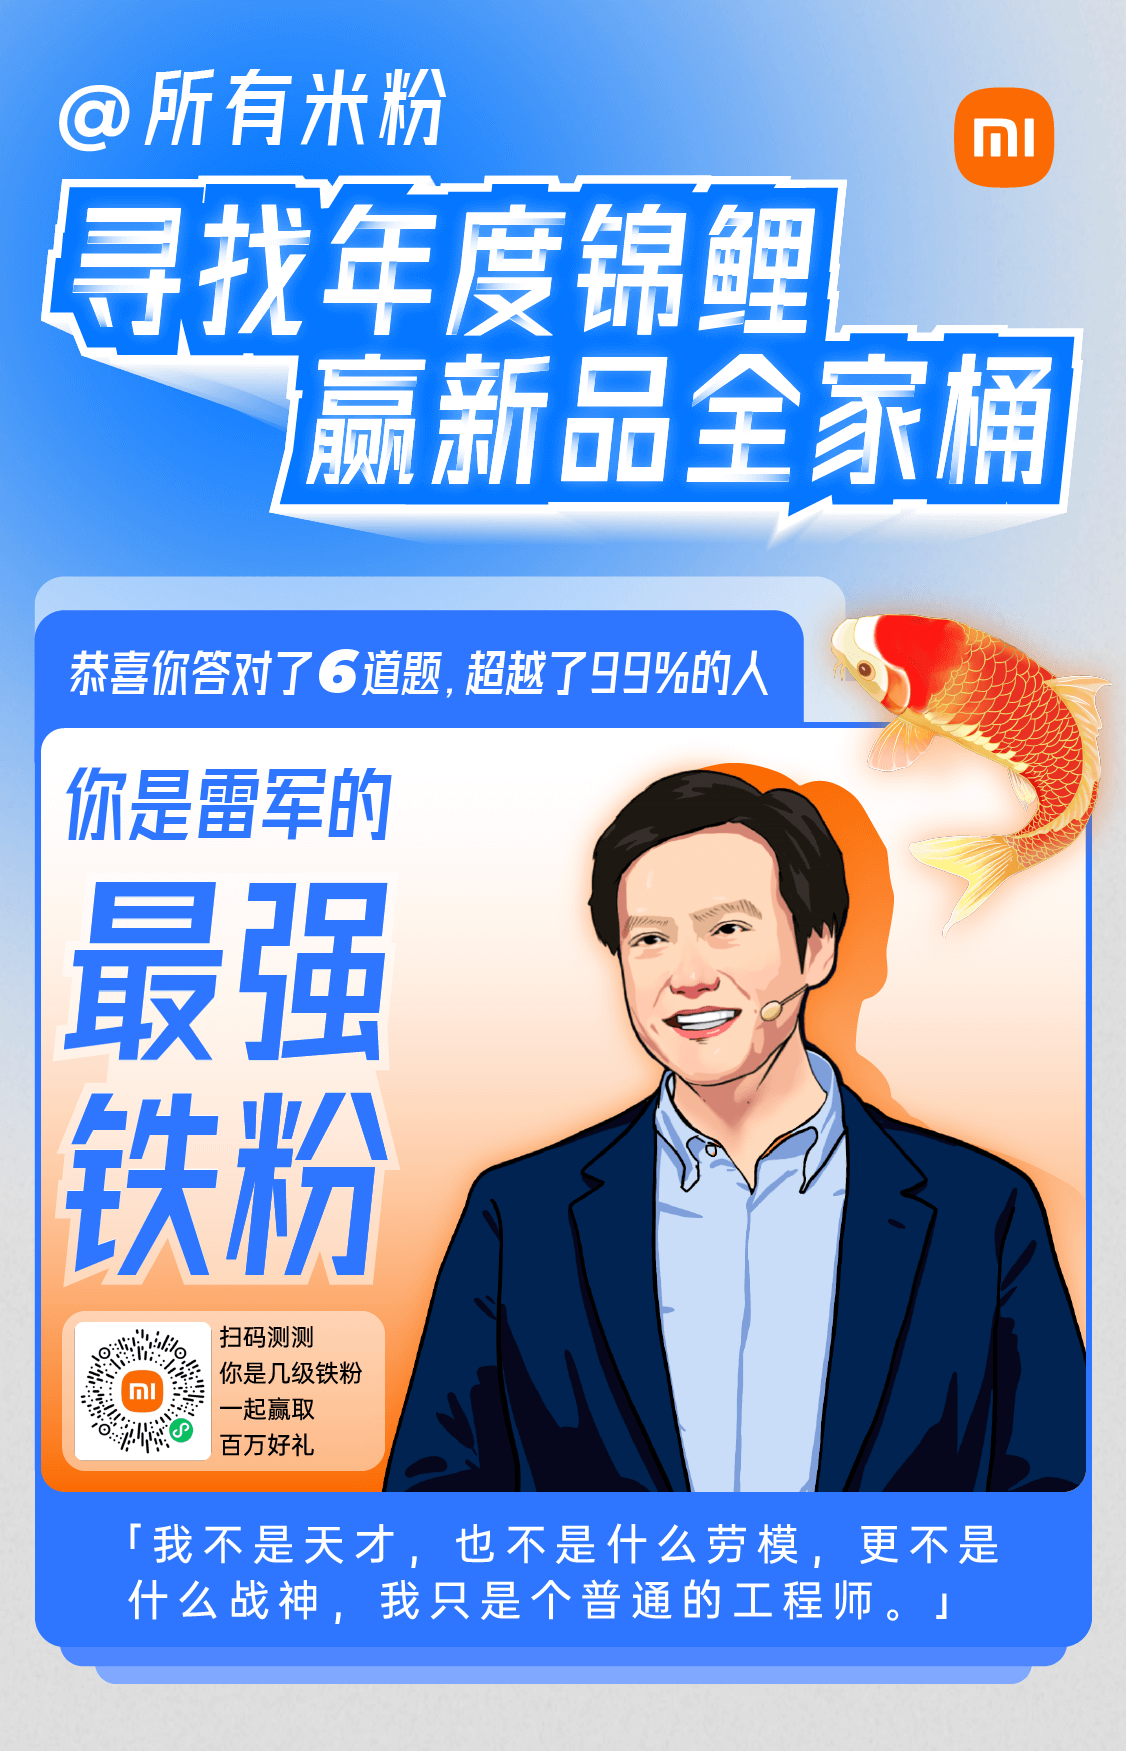 @所有米粉
mi
寻找年度锦鲤
赢新品全家桶
恭喜你答对了6道题,超越了99%的人
你是雷军的
最强
铁粉
mi
扫码测测
你是几级铁粉
一起赢取
百万好礼
「我不是天才，也不是什么劳模，更不是
什么战神，我只是个普通的工程师。」